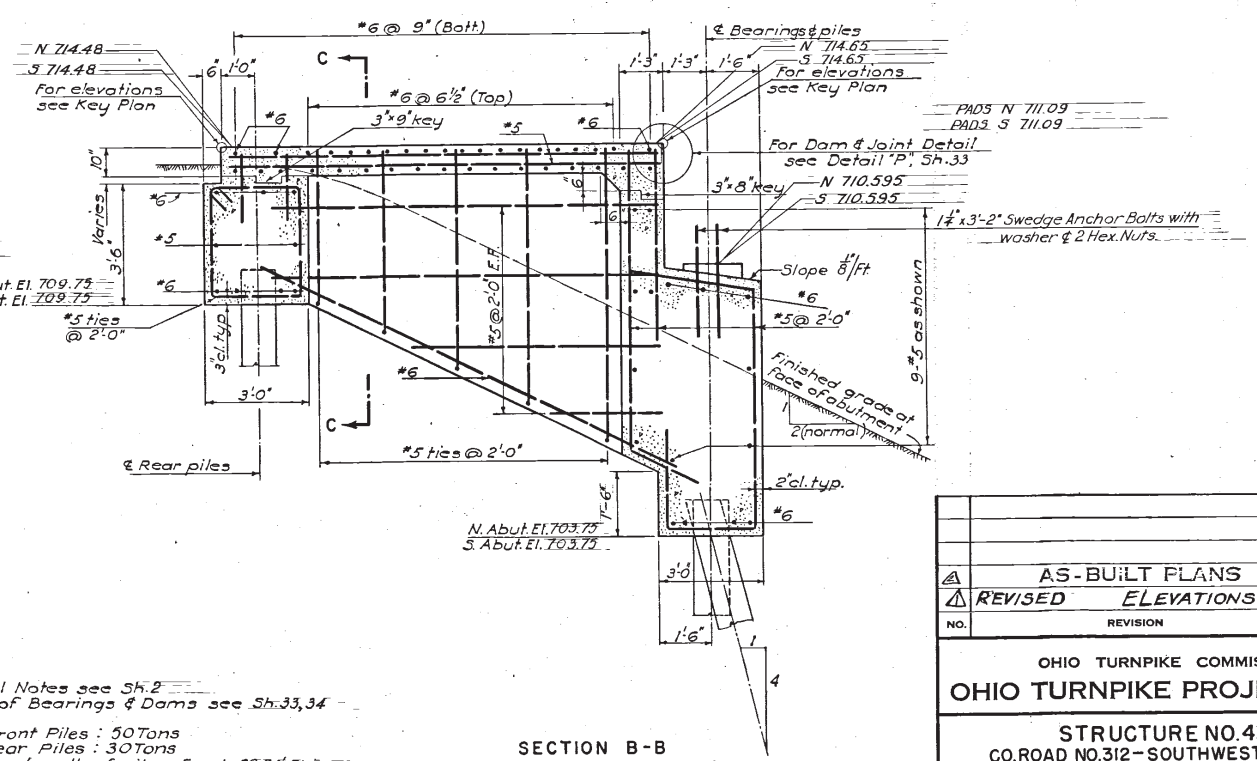 #6 @ 9" (Bott.)
℄ Bearings & piles
N 714.48
S 714.48
For elevations
see Key Plan
6"
1'-0"
C
#6 @ 6½" (Top)
3"x9" key
#6
#5
#6
1'-3"
1'-3"
1'-6"
N 714.65
S 714.65
For elevations
see Key Plan
PADS N 711.09
PADS S 711.09
For Dam & Joint Detail
see Detail "P", Sh. 33
3"x8" key
N 710.595
S 710.595
1¼" x 3'-2" Swedge Anchor Bolts with
washer & 2 Hex. Nuts
10"
Varies
3'-6"
#6
#5
#6
6
6
Slope ⅛"/Ft
#6
#5 @ 2'-0"
9-#5 as shown
ut. El. 709.75
t. El. 709.75
#5 ties
@ 2'-0"
3" cl. typ
3'-0"
#5 @ 2'-0" E.F.
#6
Finished grade at
face of abutment
1
2 (normal)
C
#5 ties @ 2'-0"
℄ Rear piles
2" cl. typ.
1'-6"
#6
N. Abut. El. 703.75
S. Abut. El. 703.75
3'-0"
1'-6"
1
4
l Notes see Sh. 2
of Bearings & Dams see Sh. 33, 34
ront Piles : 50 Tons
ear Piles : 30 Tons
SECTION B-B
AS-BUILT PLANS
1 REVISED ELEVATIONS
NO. REVISION
OHIO TURNPIKE COMMIS
OHIO TURNPIKE PROJE
STRUCTURE NO. 4
CO. ROAD NO. 312-SOUTHWEST